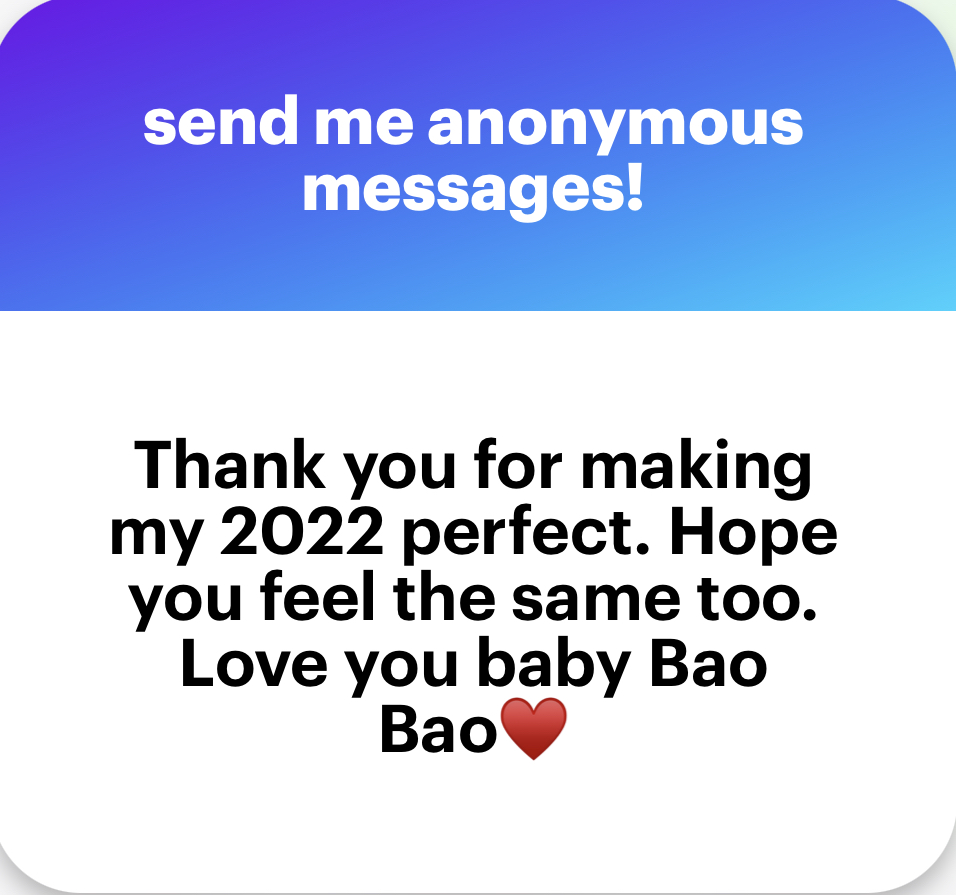 send me anonymous
messages!
Thank you for making
my 2022 perfect. Hope
you feel the same too.
Love you baby Bao
Bao♥️